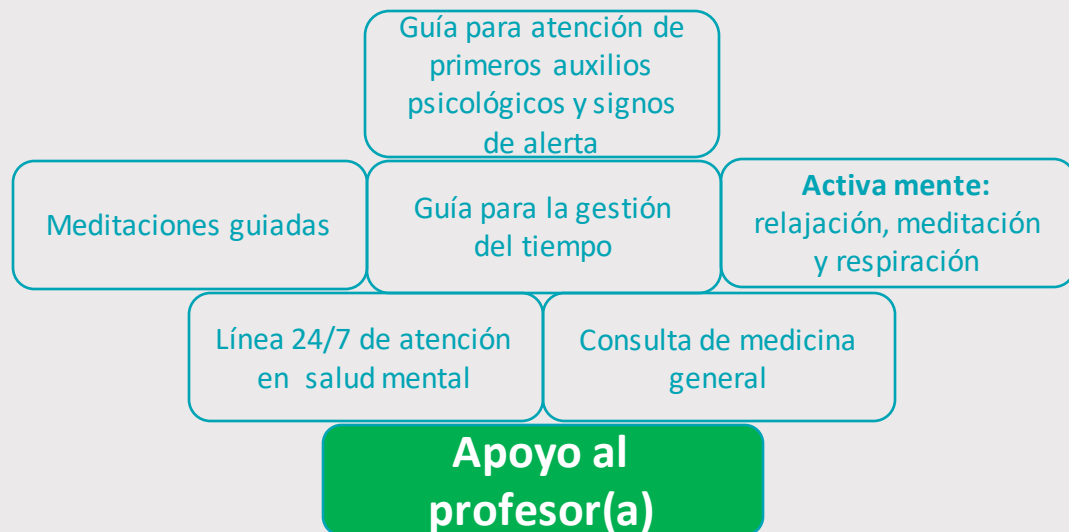 Guía para atención de
primeros auxilios
psicológicos y signos
de alerta
Meditaciones guiadas
Guía para la gestión
del tiempo
Activa mente:
relajación, meditación
y respiración
Línea 24/7 de atención
en salud mental
Consulta de medicina
general
Apoyo al
profesor(a)